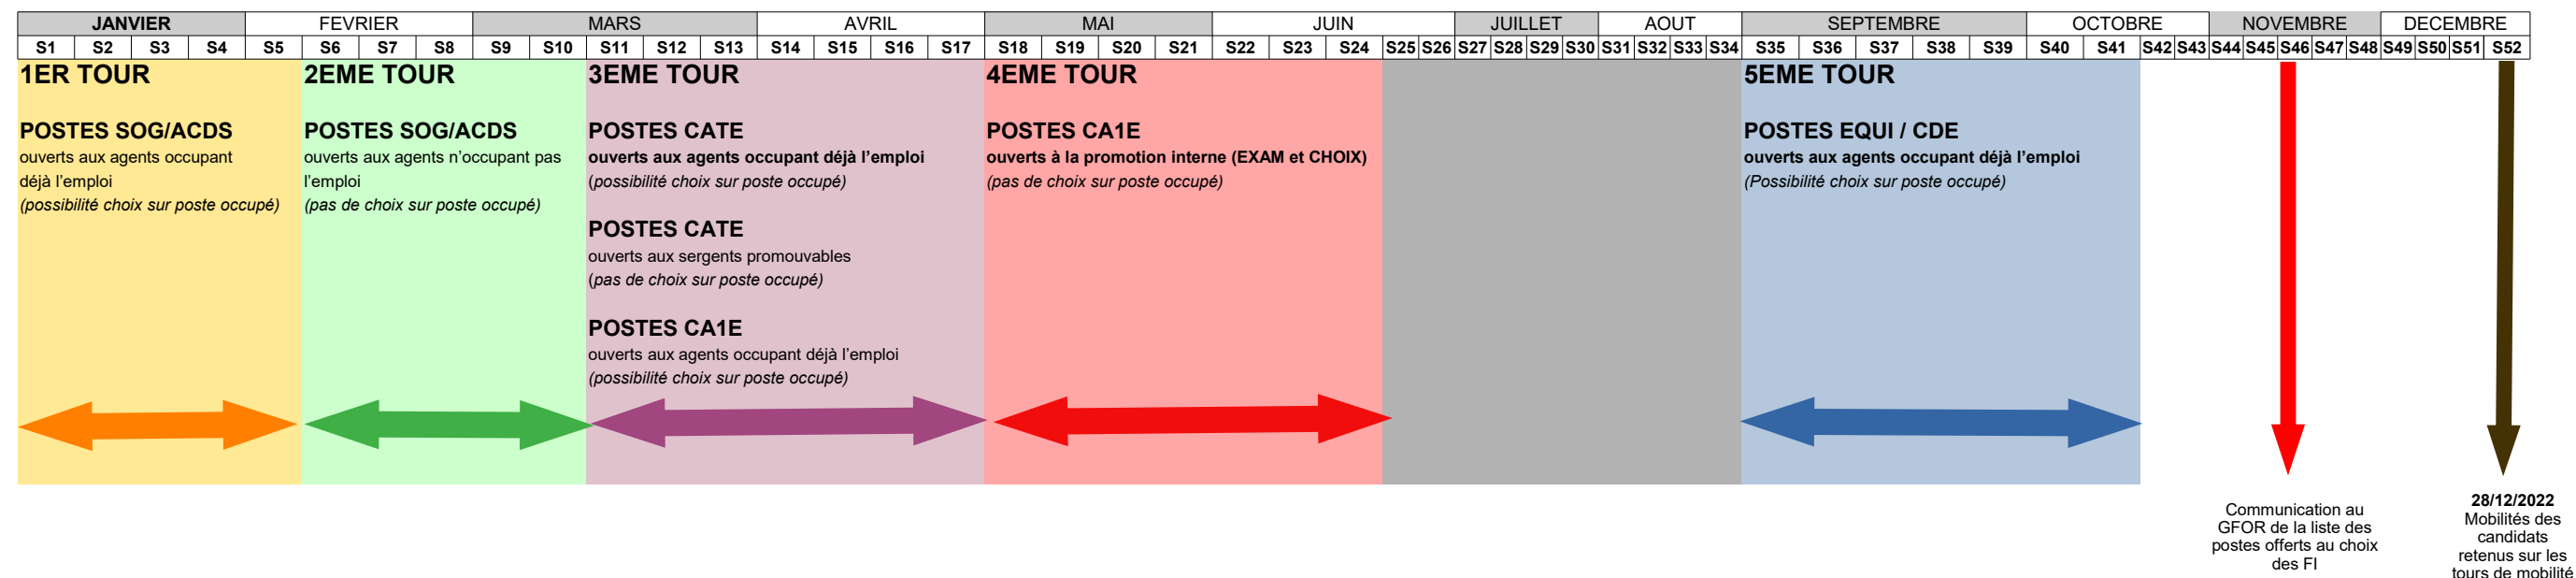 JANVIER FEVRIER MARS AVRIL MAI JUIN JUILLET AOUT SEPTEMBRE OCTOBRE NOVEMBRE DECEMBRE
S1 S2 S3 S4 S5 S6 S7 S8 S9 S10 S11 S12 S13 S14 S15 S16 S17 S18 S19 S20 S21 S22 S23 S24 S25 S26 S27 S28 S29 S30 S31 S32 S33 S34 S35 S36 S37 S38 S39 S40 S41 S42 S43 S44 S45 S46 S47 S48 S49 S50 S51 S52
1ER TOUR
POSTES SOG/ACDS
ouverts aux agents occupant
déjà l’emploi
(possibilité choix sur poste occupé)
2EME TOUR
POSTES SOG/ACDS
ouverts aux agents n’occupant pas
l’emploi
(pas de choix sur poste occupé)
3EME TOUR
POSTES CATE
ouverts aux agents occupant déjà l’emploi
(possibilité choix sur poste occupé)
POSTES CATE
ouverts aux sergents promouvables
(pas de choix sur poste occupé)
POSTES CA1E
ouverts aux agents occupant déjà l’emploi
(possibilité choix sur poste occupé)
4EME TOUR
POSTES CA1E
ouverts à la promotion interne (EXAM et CHOIX)
(pas de choix sur poste occupé)
5EME TOUR
POSTES EQUI / CDE
ouverts aux agents occupant déjà l’emploi
(Possibilité choix sur poste occupé)
Communication au
GFOR de la liste des
postes offerts au choix
des FI
28/12/2022
Mobilités des
candidats
retenus sur les
tours de mobilité